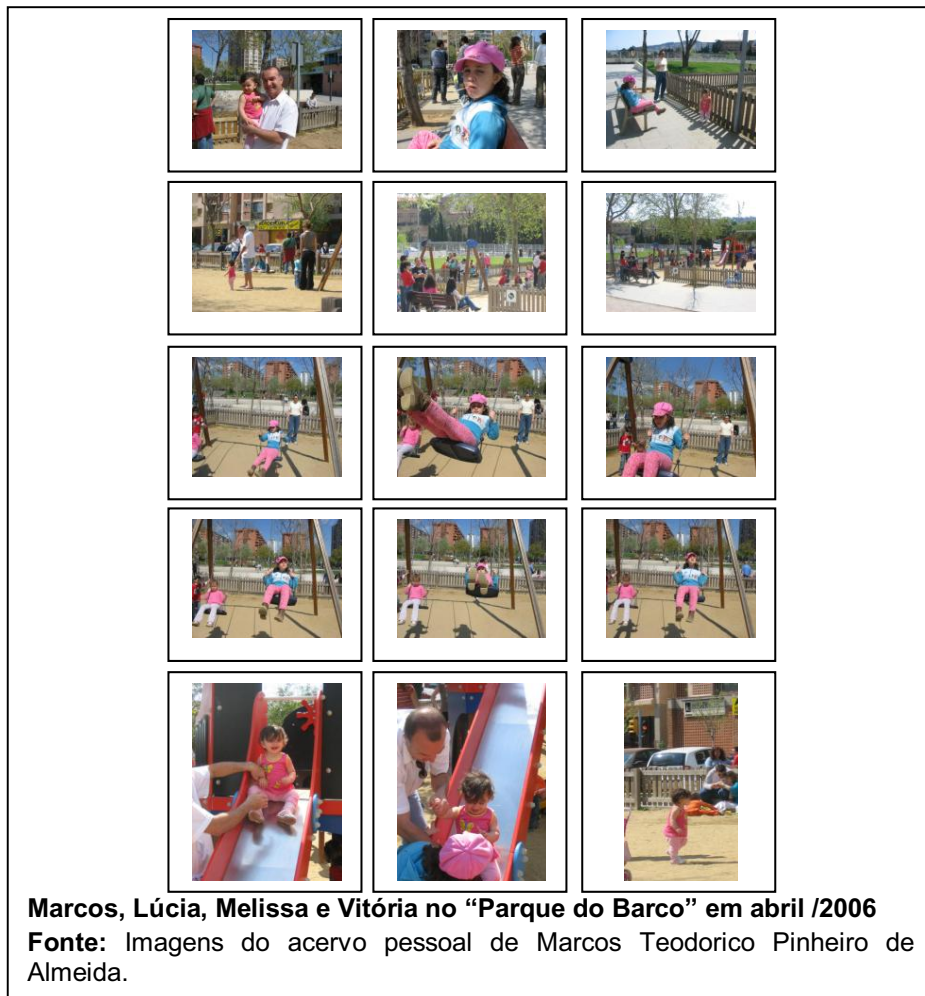 Marcos, Lúcia, Melissa e Vitória no “Parque do Barco” em abril /2006
Fonte: Imagens do acervo pessoal de Marcos Teodorico Pinheiro de
Almeida.